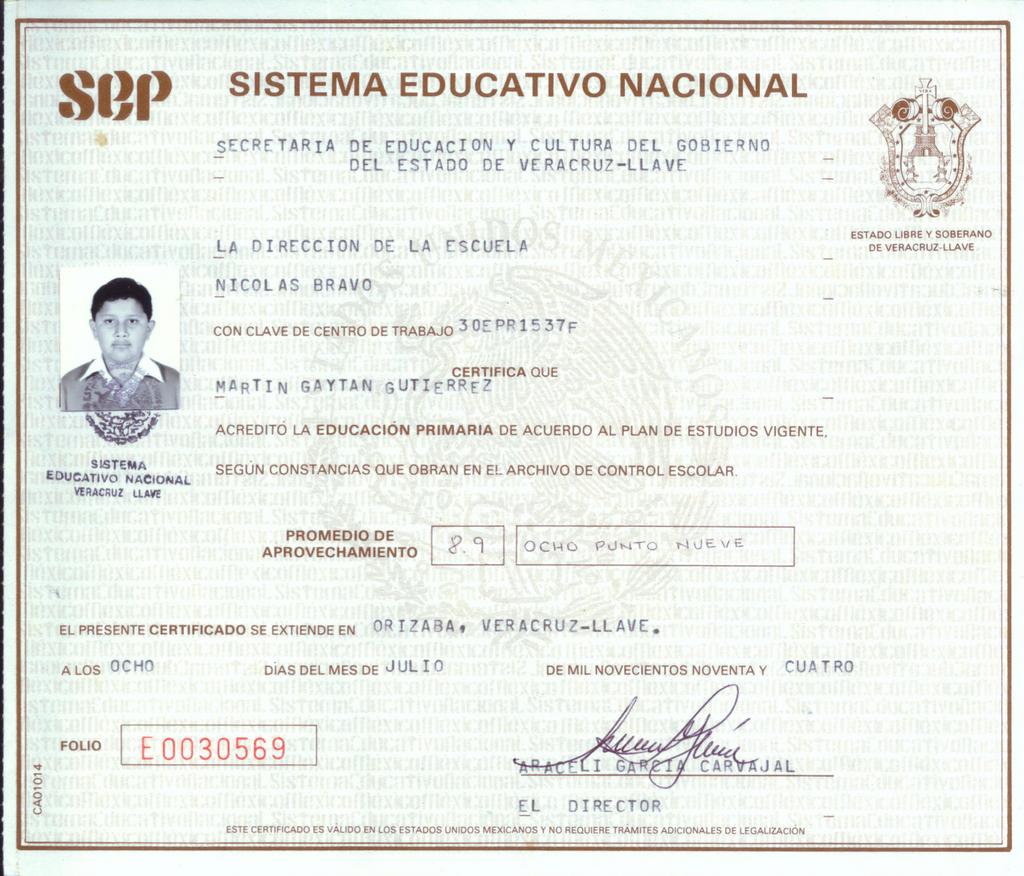 sep
SISTEMA EDUCATIVO NACIONAL
SECRETARIA DE EDUCACION Y CULTURA DEL GOBIERNO
DEL ESTADO DE VERACRUZ-LLAVE
ESTADO LIBRE Y SOBERANO
DE VERACRUZ-LLAVE
LA DIRECCION DE LA ESCUELA
NICOLAS BRAVO
CON CLAVE DE CENTRO DE TRABAJO 30EPR1537F
CERTIFICA QUE
MARTIN GAYTAN GUTIERREZ
ACREDITÓ LA EDUCACIÓN PRIMARIA DE ACUERDO AL PLAN DE ESTUDIOS VIGENTE,
SEGÚN CONSTANCIAS QUE OBRAN EN EL ARCHIVO DE CONTROL ESCOLAR.
SISTEMA
EDUCATIVO NACIONAL
VERACRUZ LLAVE
PROMEDIO DE
APROVECHAMIENTO 8.9 OCHO PUNTO NUEVE
EL PRESENTE CERTIFICADO SE EXTIENDE EN ORIZABA, VERACRUZ-LLAVE.
A LOS OCHO DÍAS DEL MES DE JULIO DE MIL NOVECIENTOS NOVENTA Y CUATRO
FOLIO E0030569
ARACELI GARCIA CARVAJAL
EL DIRECTOR
CA01014
ESTE CERTIFICADO ES VÁLIDO EN LOS ESTADOS UNIDOS MEXICANOS Y NO REQUIERE TRÁMITES ADICIONALES DE LEGALIZACIÓN